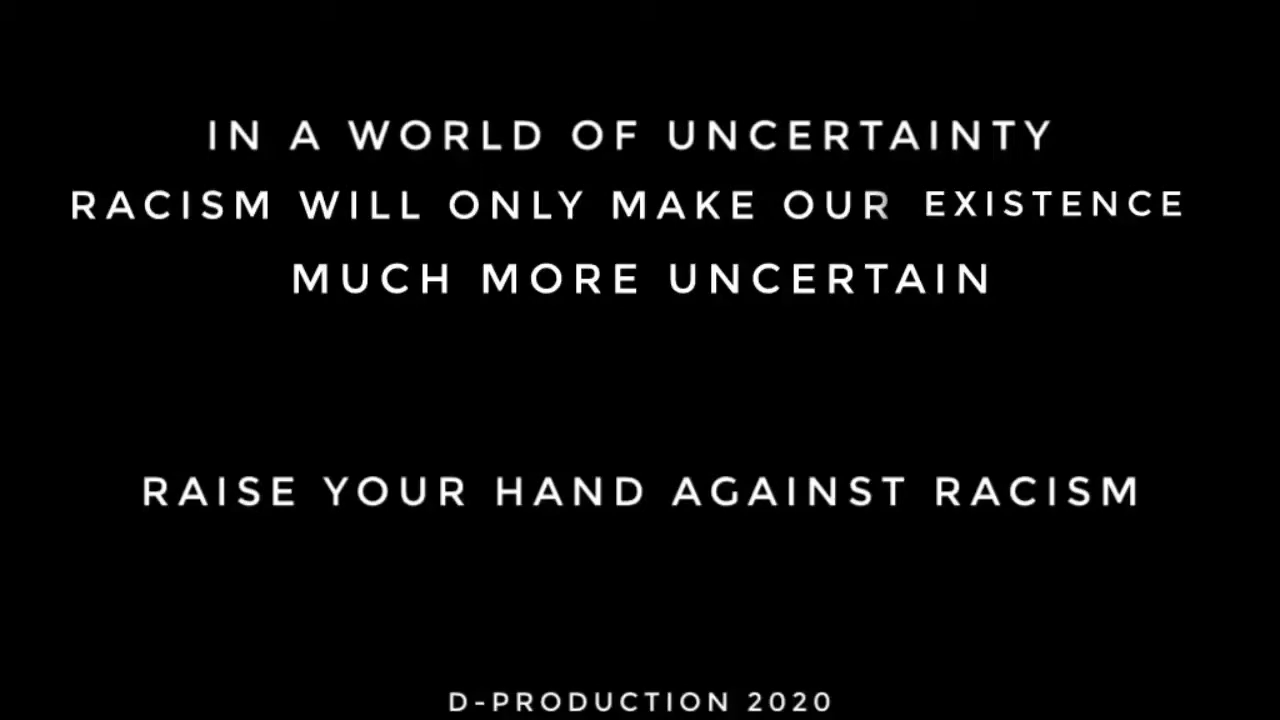 IN A WORLD OF UNCERTAINTY
RACISM WILL ONLY MAKE OUR EXISTENCE
MUCH MORE UNCERTAIN
RAISE YOUR HAND AGAINST RACISM
D-PRODUCTION 2020